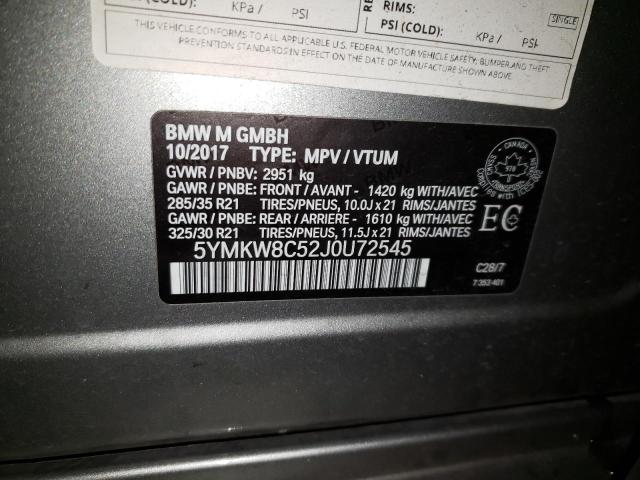 (COLD): KPa / PSI
RIMS:
PSI (COLD): KPa / PSI
SINGLE
THIS VEHICLE CONFORMS TO ALL APPLICABLE U.S. FEDERAL MOTOR VEHICLE SAFETY, BUMPER AND THEFT
PREVENTION STANDARDS IN EFFECT ON THE DATE OF MANUFACTURE SHOWN ABOVE.
BMW M GMBH
10/2017 TYPE: MPV / VTUM
GVWR / PNBV: 2951 kg
GAWR / PNBE: FRONT / AVANT - 1420 kg WITH/AVEC
285/35 R21 TIRES/PNEUS, 10.0J x 21 RIMS/JANTES
GAWR / PNBE: REAR / ARRIERE - 1610 kg WITH/AVEC
325/30 R21 TIRES/PNEUS, 11.5J x 21 RIMS/JANTES
5YMKW8C52J0U72545
CANADA
978
EC
C28/7
7 353 401
BMW